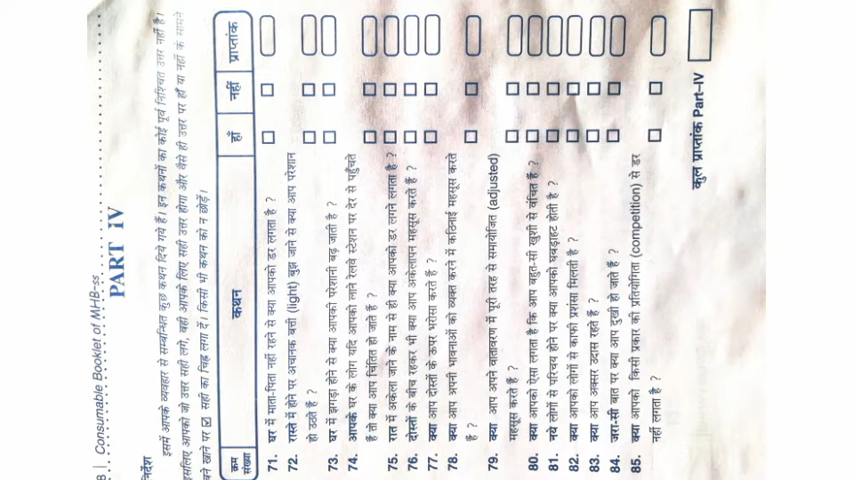 8 | Consumable Booklet of MHB-ss
PART IV
निर्देश
इसमें आपके व्यवहार से सम्बन्धित कुछ कथन दिये गये हैं। इन कथनों का कोई पूर्व निश्चित उत्तर नहीं है।
इसलिए आपको जो उत्तर सही लगे, वही आपके लिए सही उत्तर होगा और वैसे ही उत्तर पर हाँ या नहीं के सामने
बने खाने पर ☑ सही का चिह्न लगा दें। किसी भी कथन को न छोड़ें।
क्रम संख्या कथन हाँ नहीं प्राप्तांक
71. घर में माता-पिता नहीं रहने से क्या आपको डर लगता है ?
72. रास्ते में होने पर अचानक बत्ती (light) बुझ जाने से क्या आप परेशान
हो उठते हैं ?
73. घर में झगड़ा होने से क्या आपको परेशानी बढ़ जाती है ?
74. आपके घर के लोग यदि आपको लाने रेलवे स्टेशन पर देर से पहुँचते
हैं तो क्या आप चिंतित हो जाते हैं ?
75. रात में अकेला जाने के नाम से ही क्या आपको डर लगने लगता है ?
76. दोस्तों के बीच रहकर भी क्या आप अकेलापन महसूस करते हैं ?
77. क्या आप दोस्तों के ऊपर भरोसा करते हैं ?
78. क्या आप अपनी भावनाओं को व्यक्त करने में कठिनाई महसूस करते
हैं ?
79. क्या आप अपने वातावरण में पूरी तरह से समायोजित (adjusted)
महसूस करते हैं ?
80. क्या आपको ऐसा लगता है कि आप बहुत-सी खुशी से वंचित हैं ?
81. नये लोगों से परिचय होने पर क्या आपको घबड़ाहट होती है ?
82. क्या आपको लोगों से काफी प्रशंसा मिलती है ?
83. क्या आप अक्सर उदास रहते हैं ?
84. जरा-सी बात पर क्या आप दुखी हो जाते हैं ?
85. क्या आपको किसी प्रकार की प्रतियोगिता (competition) से डर
नहीं लगता है ?
कुल प्राप्तांक Part-IV